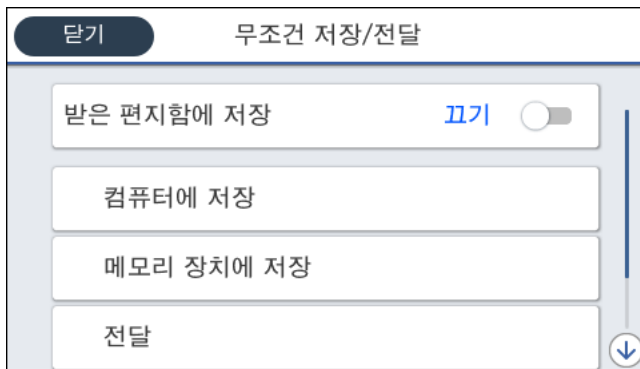 닫기 무조건 저장/전달
받은 편지함에 저장 끄기
컴퓨터에 저장
메모리 장치에 저장
전달